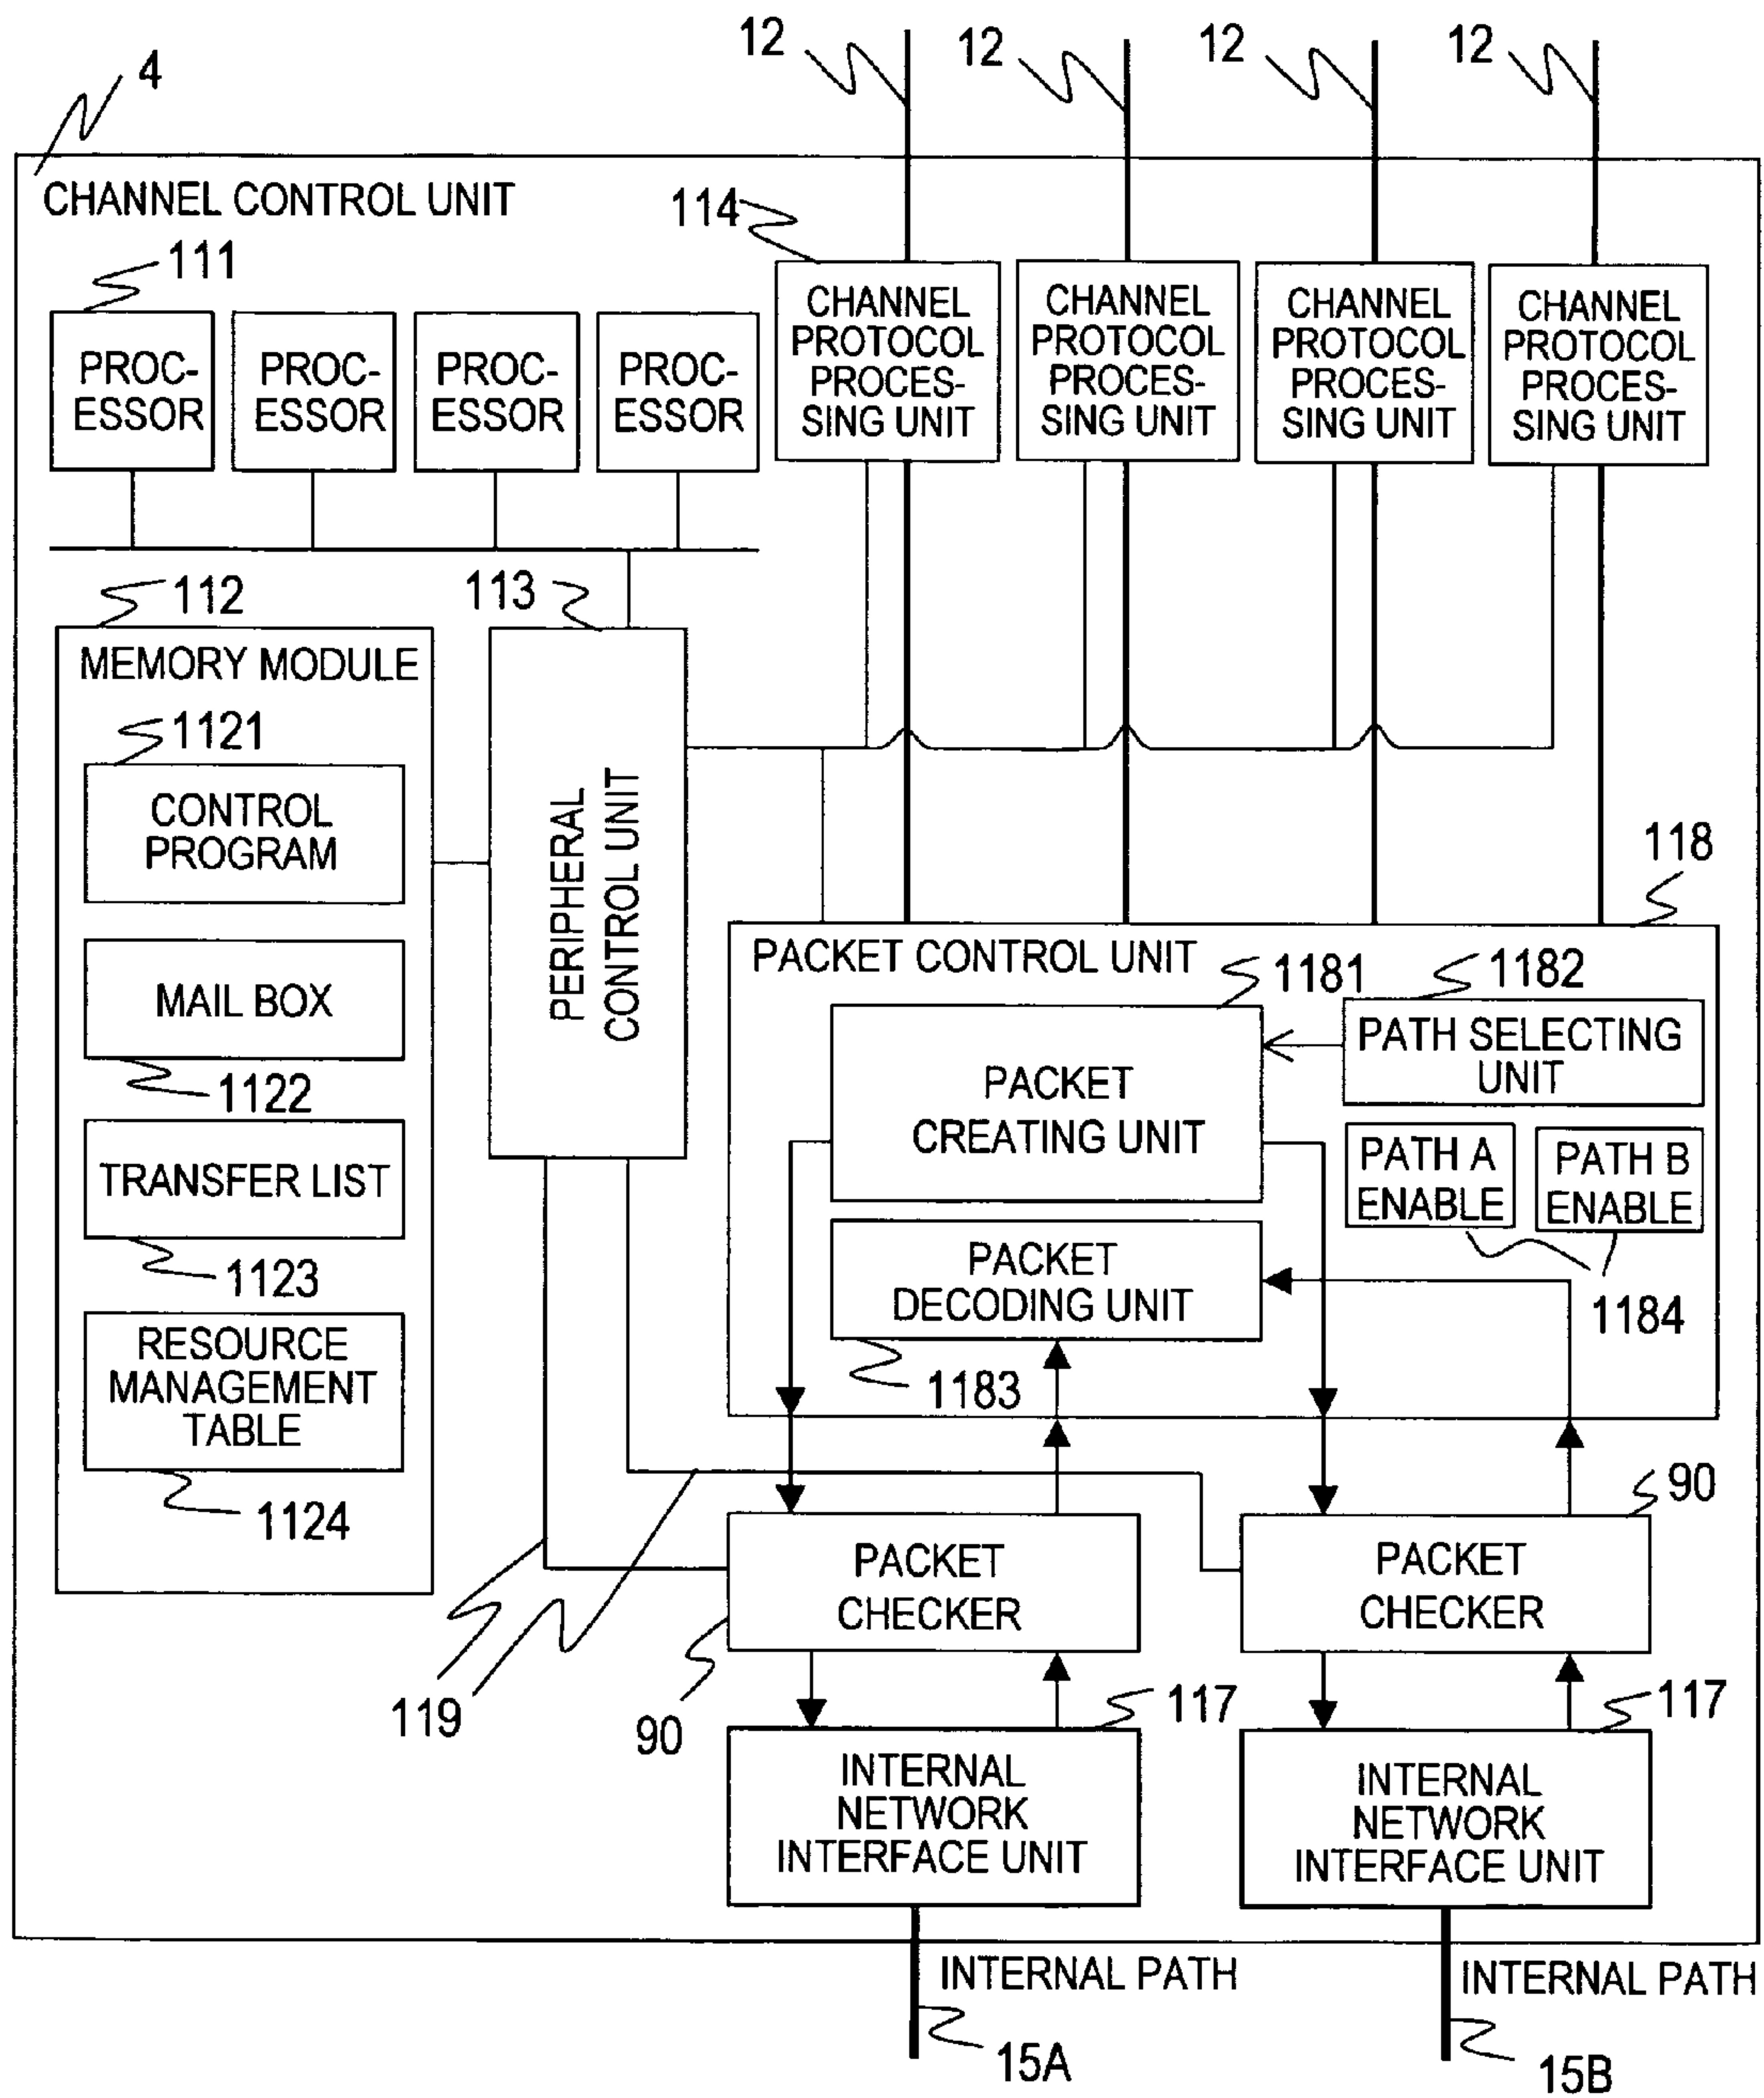 12
12
12
12
4
CHANNEL CONTROL UNIT
114
111
PROC-
ESSOR
PROC-
ESSOR
PROC-
ESSOR
PROC-
ESSOR
CHANNEL
PROTOCOL
PROCES-
SING UNIT
CHANNEL
PROTOCOL
PROCES-
SING UNIT
CHANNEL
PROTOCOL
PROCES-
SING UNIT
CHANNEL
PROTOCOL
PROCES-
SING UNIT
112
113
MEMORY MODULE
1121
CONTROL
PROGRAM
MAIL BOX
1122
TRANSFER LIST
1123
RESOURCE
MANAGEMENT
TABLE
1124
PERIPHERAL
CONTROL UNIT
118
PACKET CONTROL UNIT
1181
1182
PACKET
CREATING UNIT
PATH SELECTING
UNIT
PATH A
ENABLE
PATH B
ENABLE
1184
PACKET
DECODING UNIT
1183
90
PACKET
CHECKER
PACKET
CHECKER
119
90
117
117
INTERNAL
NETWORK
INTERFACE UNIT
INTERNAL
NETWORK
INTERFACE UNIT
INTERNAL PATH
INTERNAL PATH
15A
15B